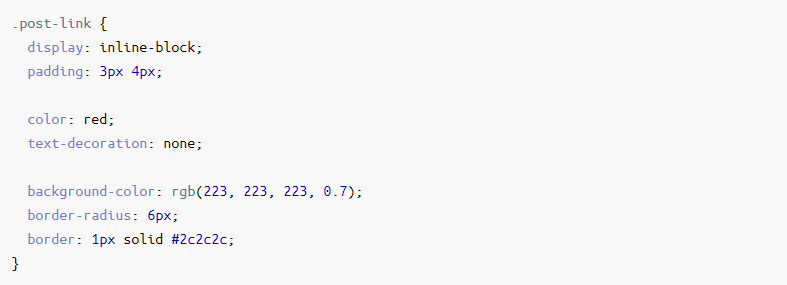 .post-link {
  display: inline-block;
  padding: 3px 4px;

  color: red;
  text-decoration: none;

  background-color: rgb(223, 223, 223, 0.7);
  border-radius: 6px;
  border: 1px solid #2c2c2c;
}